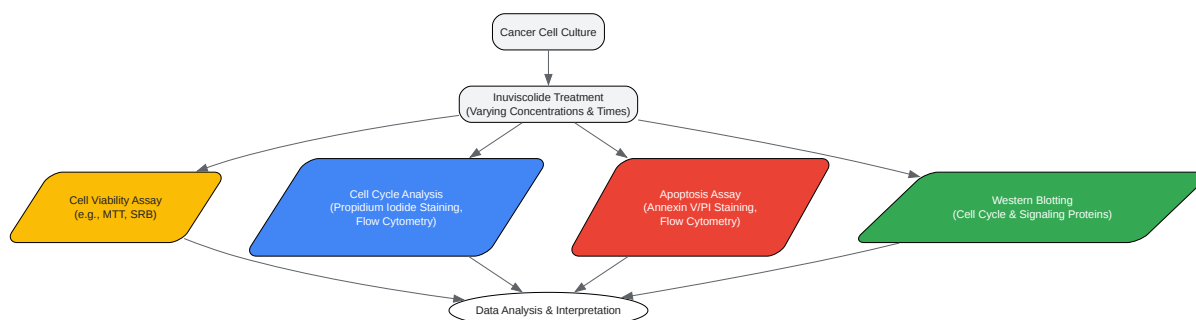 Cancer Cell Culture
Inuviscolide Treatment
(Varying Concentrations & Times)
Cell Viability Assay
(e.g., MTT, SRB)
Cell Cycle Analysis
(Propidium Iodide Staining,
Flow Cytometry)
Apoptosis Assay
(Annexin V/PI Staining,
Flow Cytometry)
Western Blotting
(Cell Cycle & Signaling Proteins)
Data Analysis & Interpretation